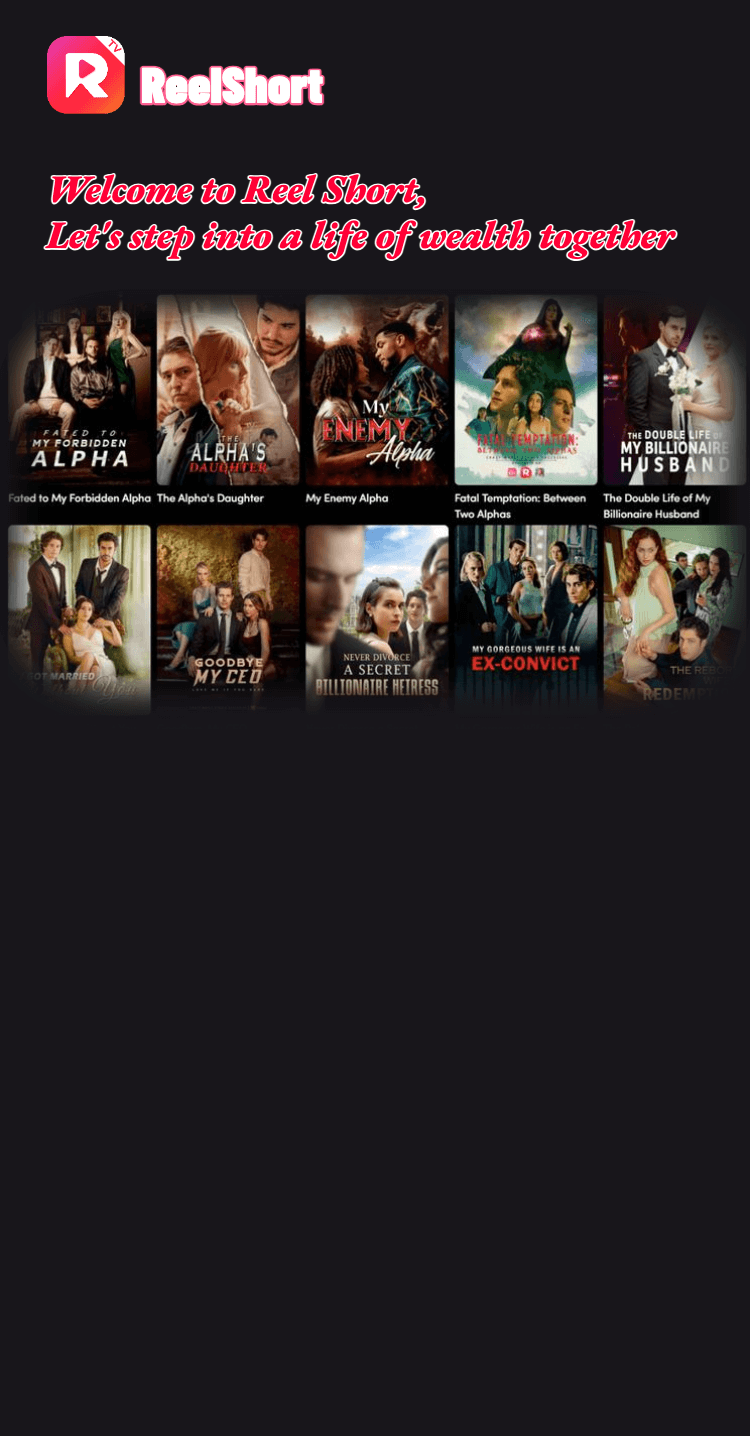 TV
R
ReelShort
Welcome to Reel Short,
Let's step into a life of wealth together
FATED TO
MY FORBIDDEN
ALPHA
THE
ALPHA'S
DAUGHTER
My
ENEMY
Alpha
FATAL TEMPTATION:
BETWEEN TWO ALPHAS
THE DOUBLE LIFE OF
MY BILLIONAIRE
HUSBAND
Fated to My Forbidden Alpha
The Alpha's Daughter
My Enemy Alpha
Fatal Temptation: Between
Two Alphas
The Double Life of My
Billionaire Husband
OT MARRIED
You
GOODBYE
MY CEO
LOVE ME IF YOU DARE
NEVER DIVORCE
A SECRET
BILLIONAIRE HEIRESS
MY GORGEOUS WIFE IS AN
EX-CONVICT
THE REBO
REDEMP